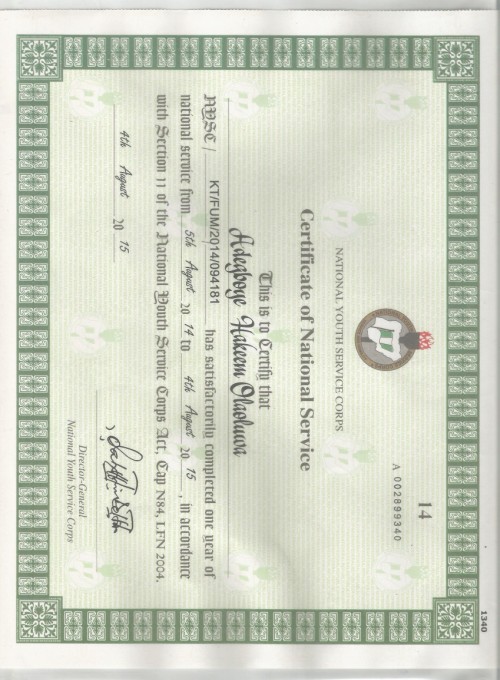 1340
14
A 002899340
NATIONAL YOUTH SERVICE CORPS
Certificate of National Service
This is to Certify that
Adegboye Hakeem Olaoluwa
NYSC/ KT/FUM/2014/094181 has satisfactorily completed one year of
national service from 5th August 20 14 to 4th August 20 15, in accordance
with Section 11 of the National Youth Service Corps Act, Cap N84, LFN 2004.
4th August 20 15
Director-General
National Youth Service Corps